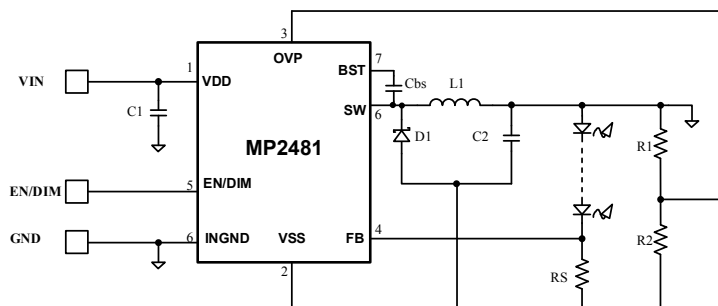 3
OVP
7
1
BST
VIN
VDD
Cbs
L1
C1
SW
6
D1
C2
R1
MP2481
EN/DIM
5
EN/DIM
GND
6
INGND
VSS
FB
4
R2
2
RS